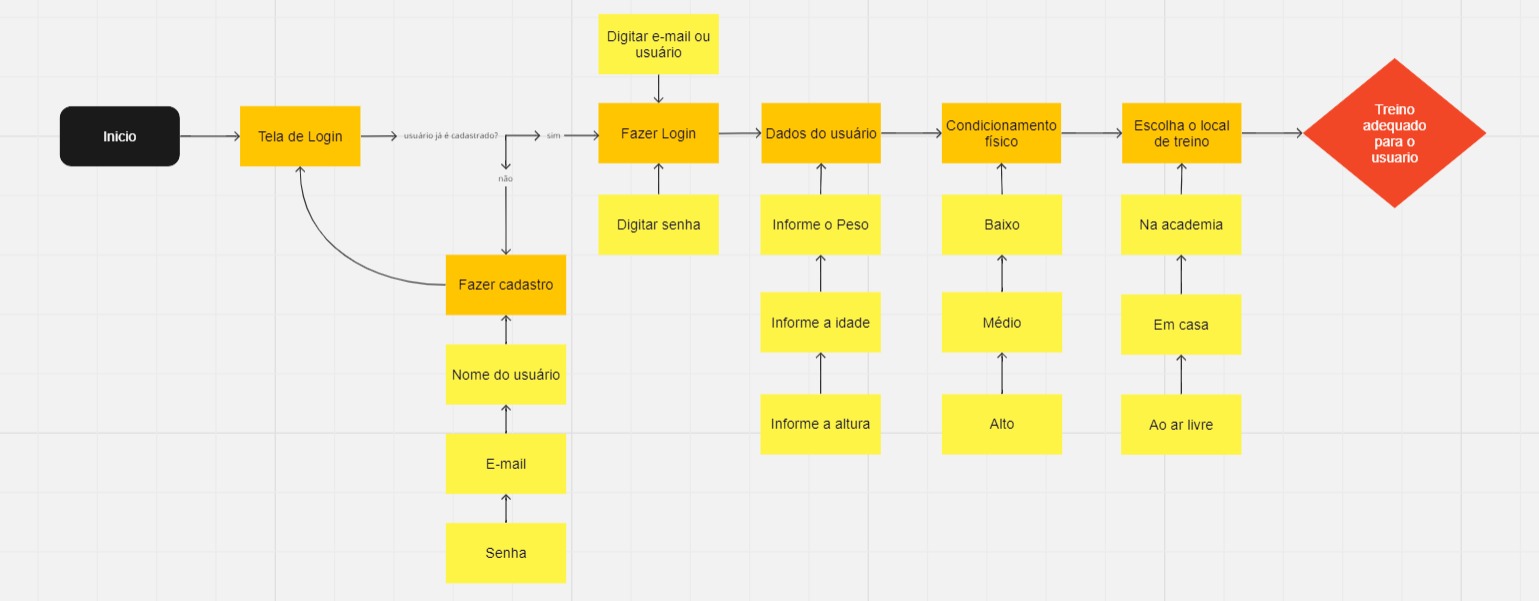 Inicio
Tela de Login
usuário já é cadastrado?
sim
não
Fazer cadastro
Nome do usuário
E-mail
Senha
Digitar e-mail ou
usuário
Fazer Login
Digitar senha
Dados do usuário
Informe o Peso
Informe a idade
Informe a altura
Condicionamento
físico
Baixo
Médio
Alto
Escolha o local
de treino
Na academia
Em casa
Ao ar livre
Treino
adequado
para o
usuario